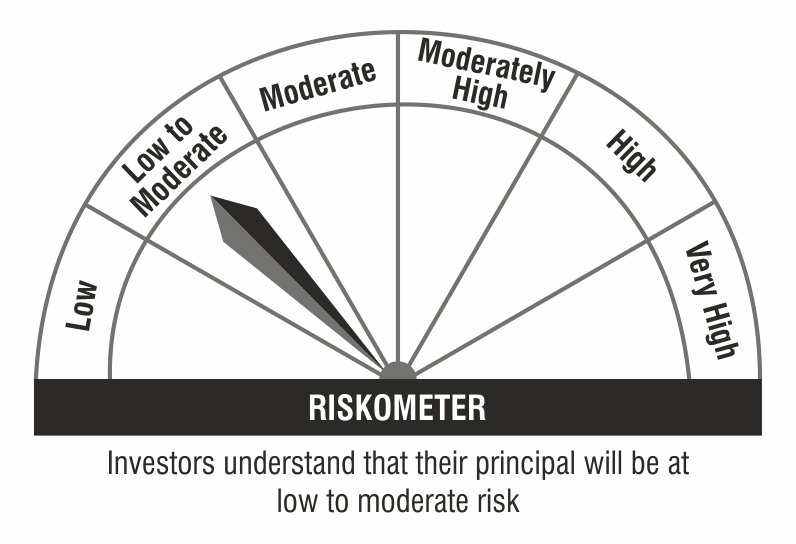 Low
Low to
Moderate
Moderate
Moderately
High
High
Very High
RISKOMETER
Investors understand that their principal will be at
low to moderate risk